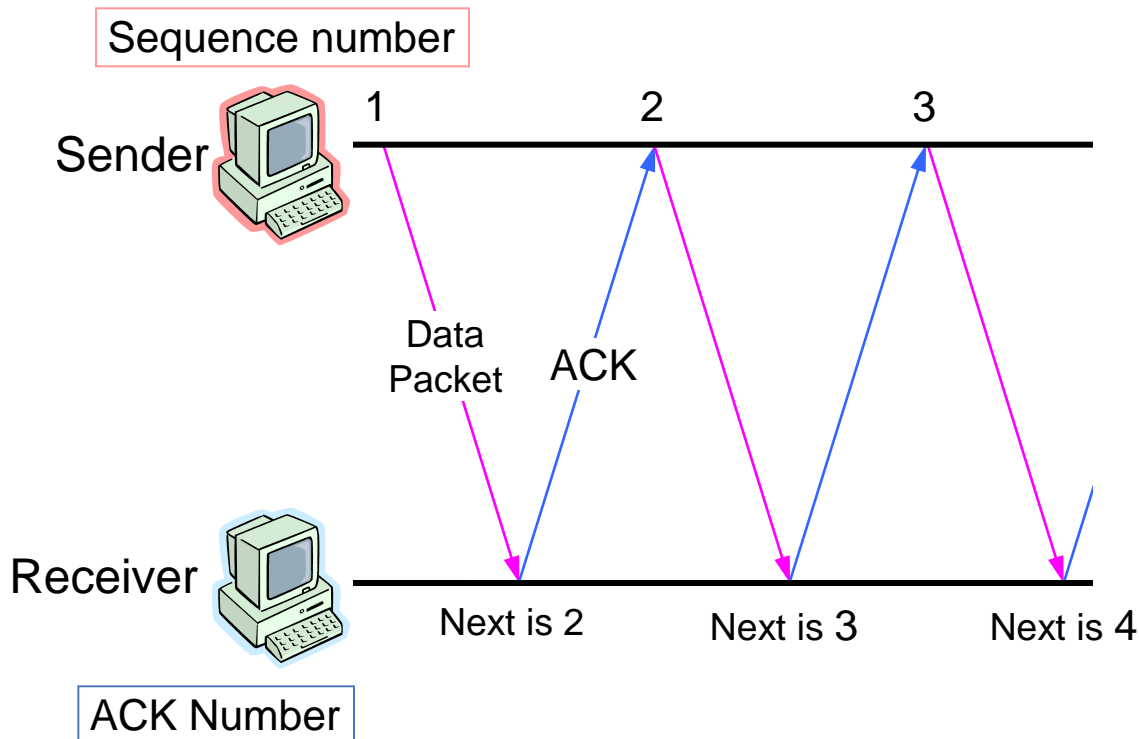 Sequence number
1 2 3
Sender
Data
Packet
ACK
Receiver
Next is 2
Next is 3
Next is 4
ACK Number